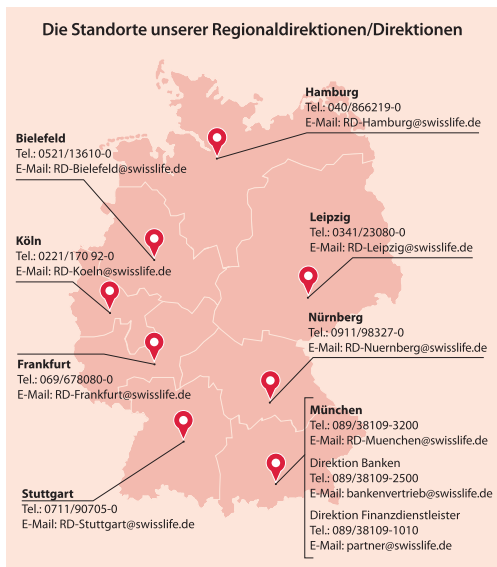 Die Standorte unserer Regionaldirektionen/Direktionen
Hamburg
Tel.: 040/866219-0
E-Mail: RD-Hamburg@swisslife.de
Bielefeld
Tel.: 0521/13610-0
E-Mail: RD-Bielefeld@swisslife.de
Leipzig
Tel.: 0341/23080-0
E-Mail: RD-Leipzig@swisslife.de
Köln
Tel.: 0221/170 92-0
E-Mail: RD-Koeln@swisslife.de
Nürnberg
Tel.: 0911/98327-0
E-Mail: RD-Nuernberg@swisslife.de
Frankfurt
Tel.: 069/678080-0
E-Mail: RD-Frankfurt@swisslife.de
München
Tel.: 089/38109-3200
E-Mail: RD-Muenchen@swisslife.de
Direktion Banken
Tel.: 089/38109-2500
E-Mail: bankenvertrieb@swisslife.de
Direktion Finanzdienstleister
Tel.: 089/38109-1010
E-Mail: partner@swisslife.de
Stuttgart
Tel.: 0711/90705-0
E-Mail: RD-Stuttgart@swisslife.de